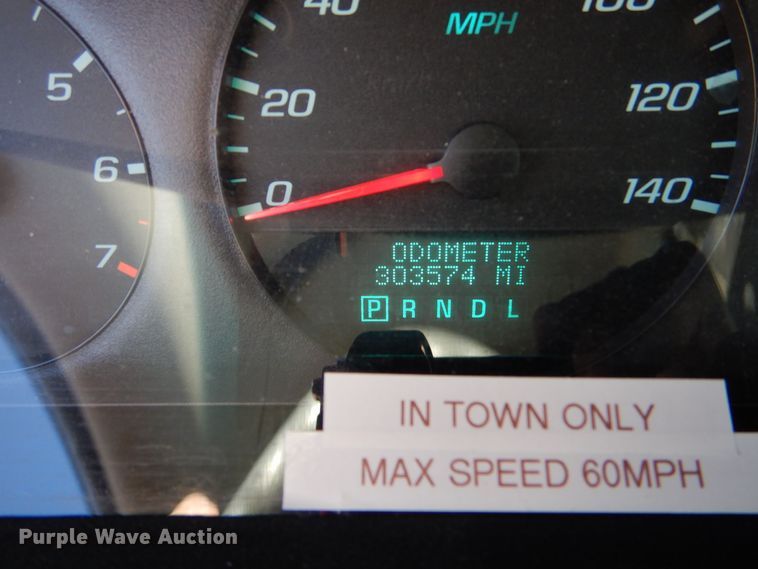 40
MPH
100
5
20
120
6
0
140
7
ODOMETER
303574 MI
P R N D L
IN TOWN ONLY
MAX SPEED 60MPH
Purple Wave Auction